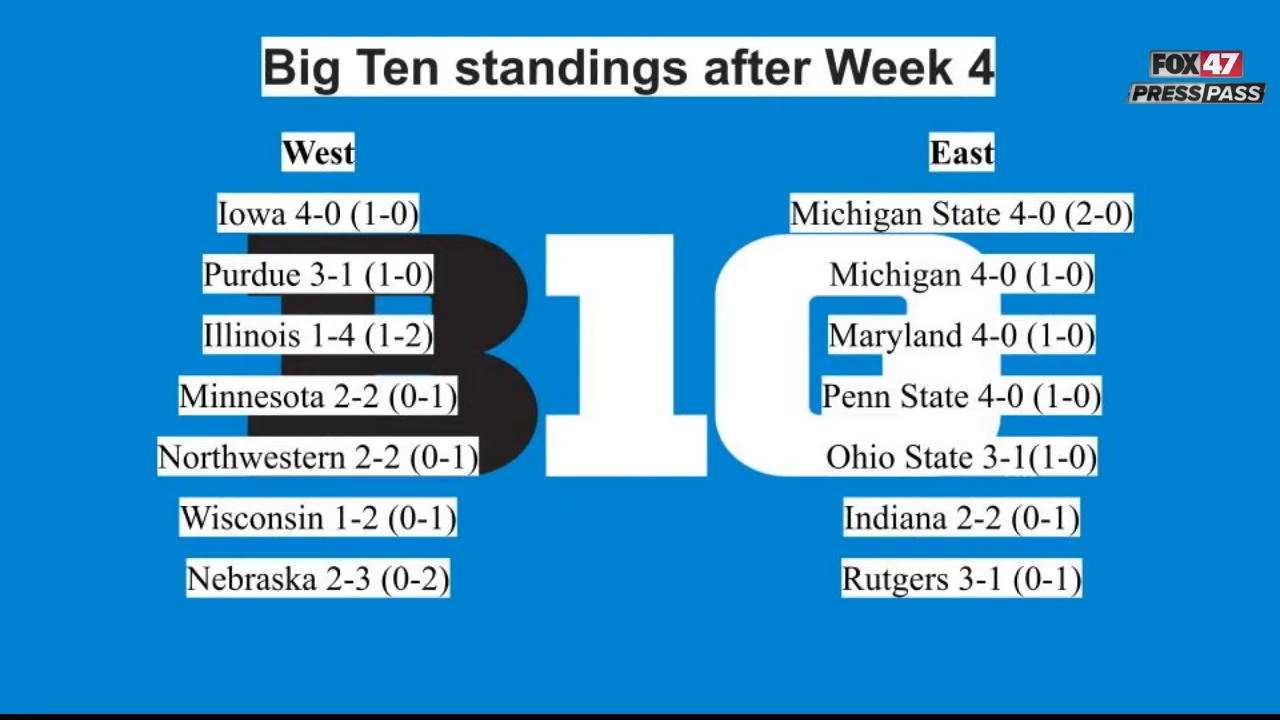 Big Ten standings after Week 4
FOX 47
PRESS PASS
West
Iowa 4-0 (1-0)
Purdue 3-1 (1-0)
Illinois 1-4 (1-2)
Minnesota 2-2 (0-1)
Northwestern 2-2 (0-1)
Wisconsin 1-2 (0-1)
Nebraska 2-3 (0-2)
East
Michigan State 4-0 (2-0)
Michigan 4-0 (1-0)
Maryland 4-0 (1-0)
Penn State 4-0 (1-0)
Ohio State 3-1(1-0)
Indiana 2-2 (0-1)
Rutgers 3-1 (0-1)
B1G